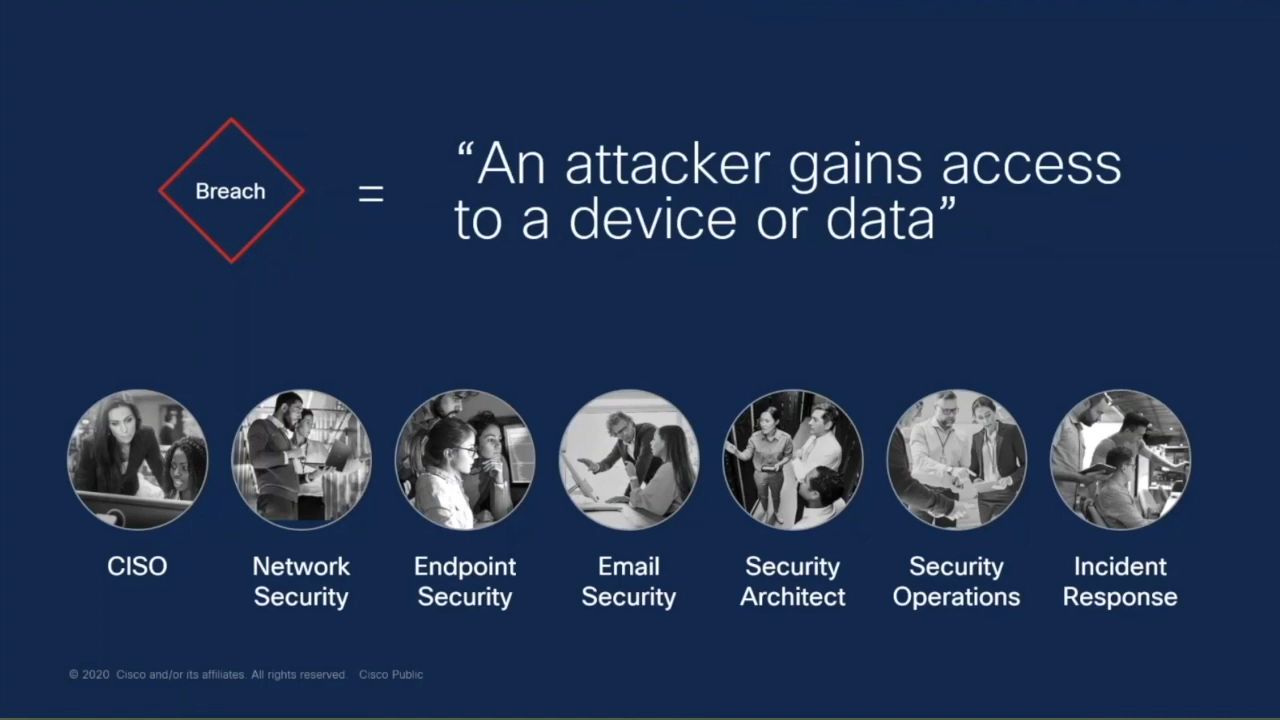 Breach
=
“An attacker gains access
to a device or data”
CISO
Network
Security
Endpoint
Security
Email
Security
Security
Architect
Security
Operations
Incident
Response
© 2020 Cisco and/or its affiliates. All rights reserved. Cisco Public